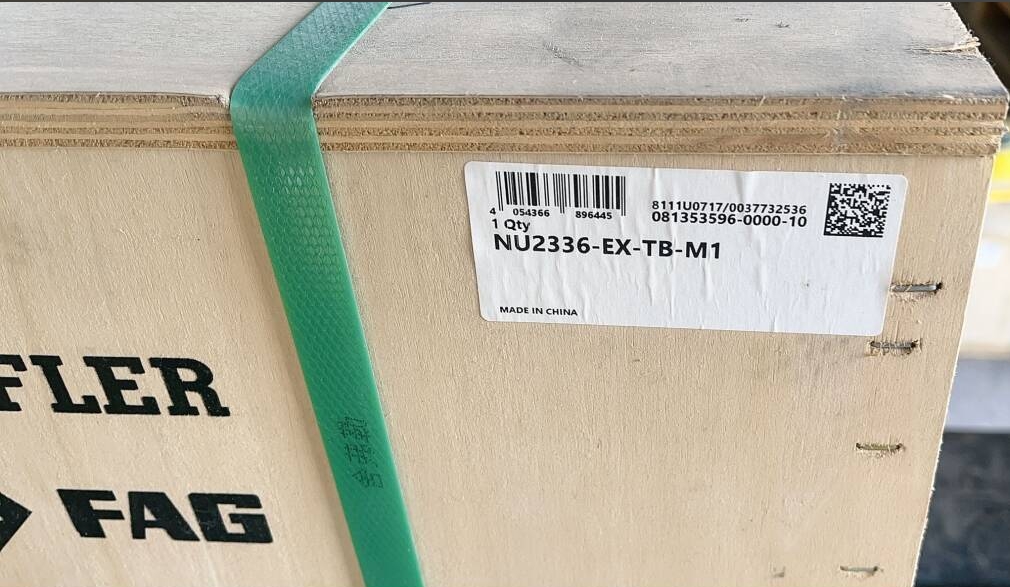 4 054366 896445
8111U0717/0037732536
081353596-0000-10
1 Qty
NU2336-EX-TB-M1
MADE IN CHINA
FLER
FAG